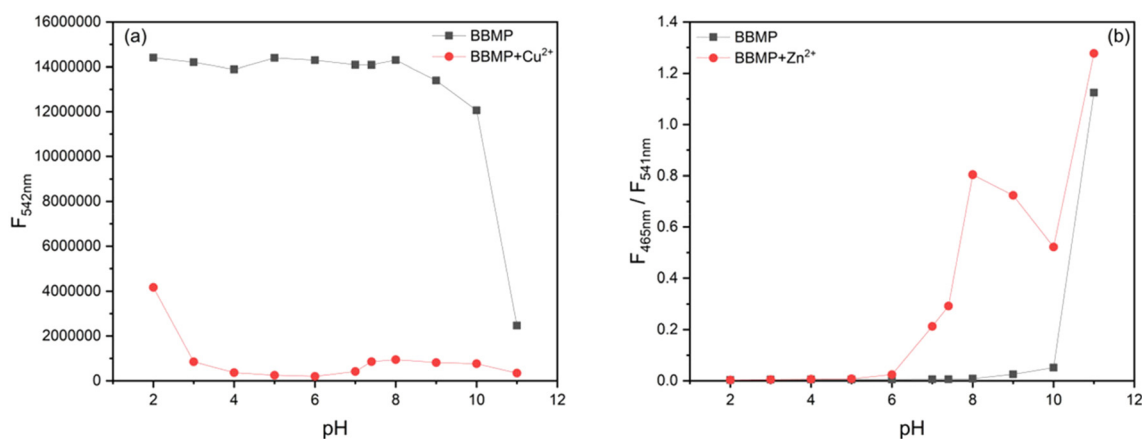 (a)
BBMP
BBMP+Cu²⁺
16000000
14000000
12000000
10000000
8000000
6000000
4000000
2000000
0
F₅₄₂ₙₘ
2 4 6 8 10 12
pH
(b)
BBMP
BBMP+Zn²⁺
1.4
1.2
1.0
0.8
0.6
0.4
0.2
0.0
F₄₆₅ₙₘ / F₅₄₁ₙₘ
2 4 6 8 10 12
pH